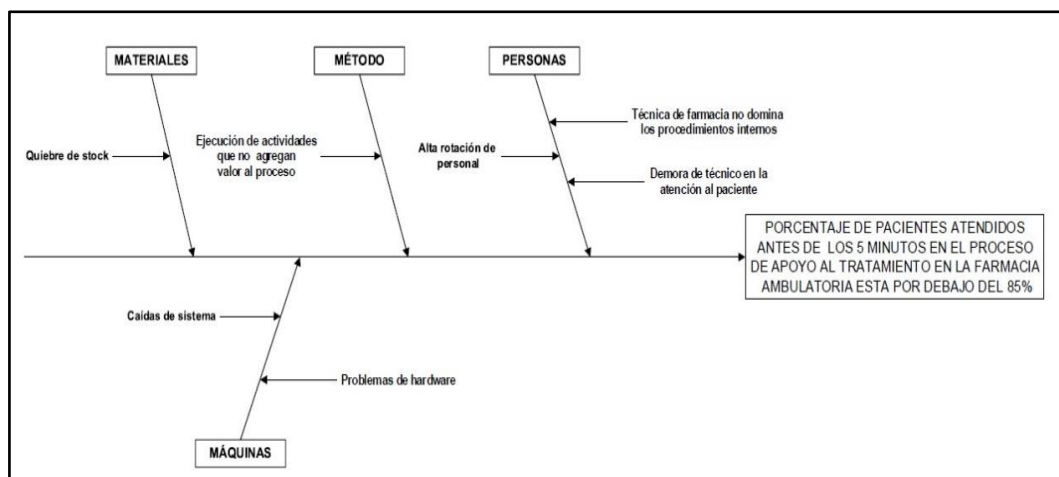 MATERIALES
MÉTODO
PERSONAS
Técnica de farmacia no domina
los procedimientos internos
Quiebre de stock
Ejecución de actividades
que no agregan
valor al proceso
Alta rotación de
personal
Demora de técnico en la
atención al paciente
PORCENTAJE DE PACIENTES ATENDIDOS
ANTES DE LOS 5 MINUTOS EN EL PROCESO
DE APOYO AL TRATAMIENTO EN LA FARMACIA
AMBULATORIA ESTA POR DEBAJO DEL 85%
Caídas de sistema
Problemas de hardware
MÁQUINAS